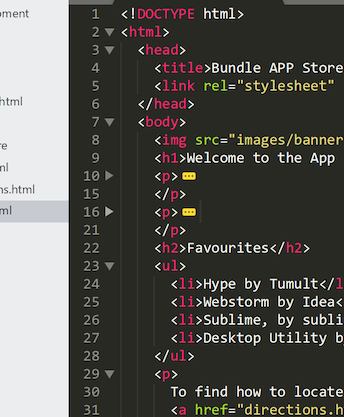 oment
html
re
ml
ns.html
ml
1 <!DOCTYPE html>
2 <html>
3 <head>
4 <title>Bundle APP Store
5 <link rel="stylesheet"
6 </head>
7 <body>
8 <img src="images/banner
9 <h1>Welcome to the App
10 <p>
15 </p>
16 <p>
21 </p>
22 <h2>Favourites</h2>
23 <ul>
24 <li>Hype by Tumult</l
25 <li>Webstorm by Idea<
26 <li>Sublime, by subli
27 <li>Desktop Utility b
28 </ul>
29 <p>
30 To find how to locate
31 <a href="directions.h